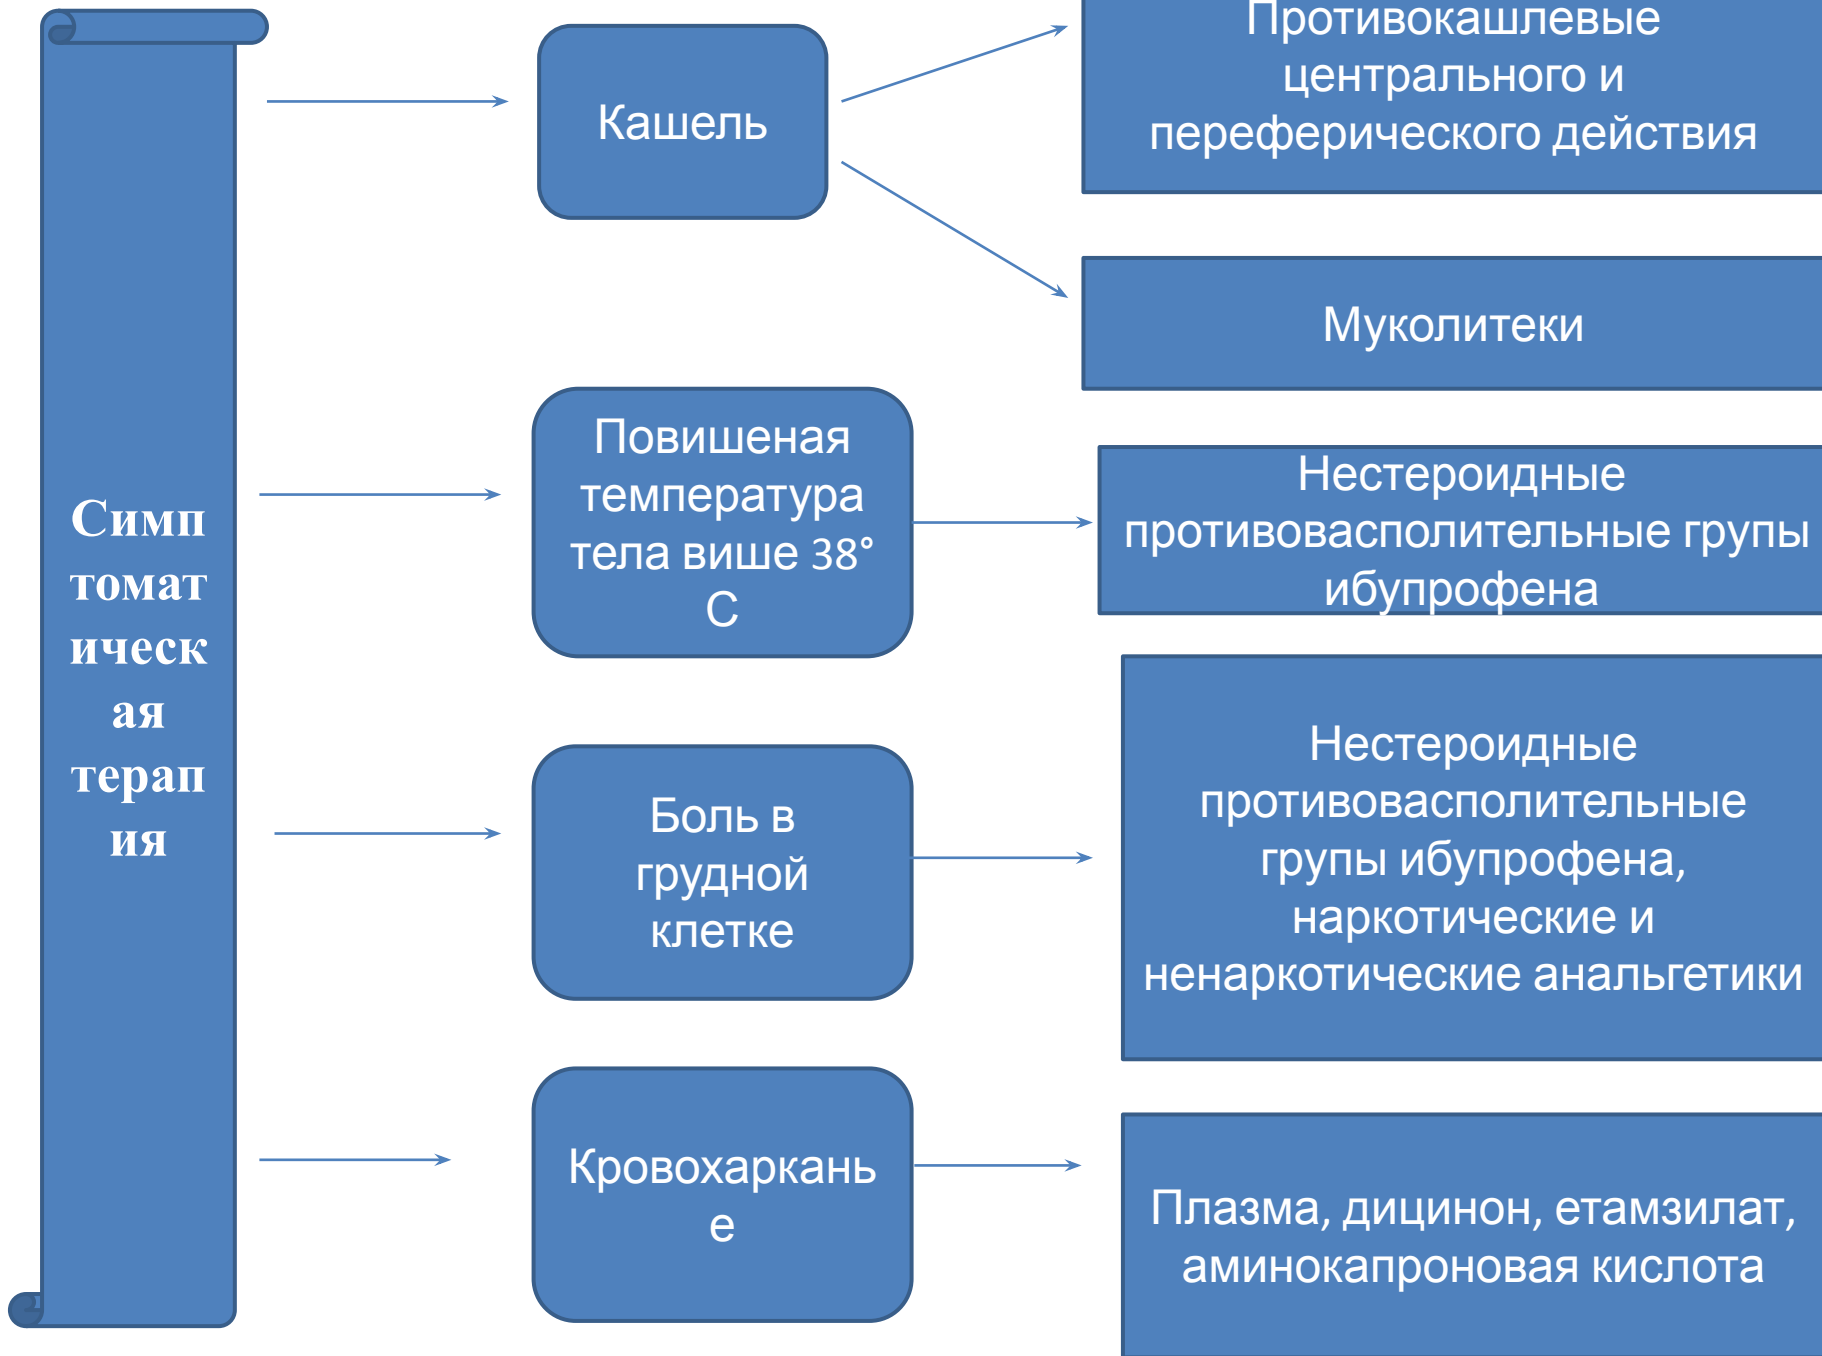 Симп
томат
ическ
ая
терап
ия
Кашель
Противокашлевые
центрального и
переферического действия
Муколитеки
Повишеная
температура
тела више 38°
С
Нестероидные
противовасполительные групы
ибупрофена
Боль в
грудной
клетке
Нестероидные
противовасполительные
групы ибупрофена,
наркотические и
ненаркотические анальгетики
Кровохаркань
е
Плазма, дицинон, етамзилат,
аминокапроновая кислота